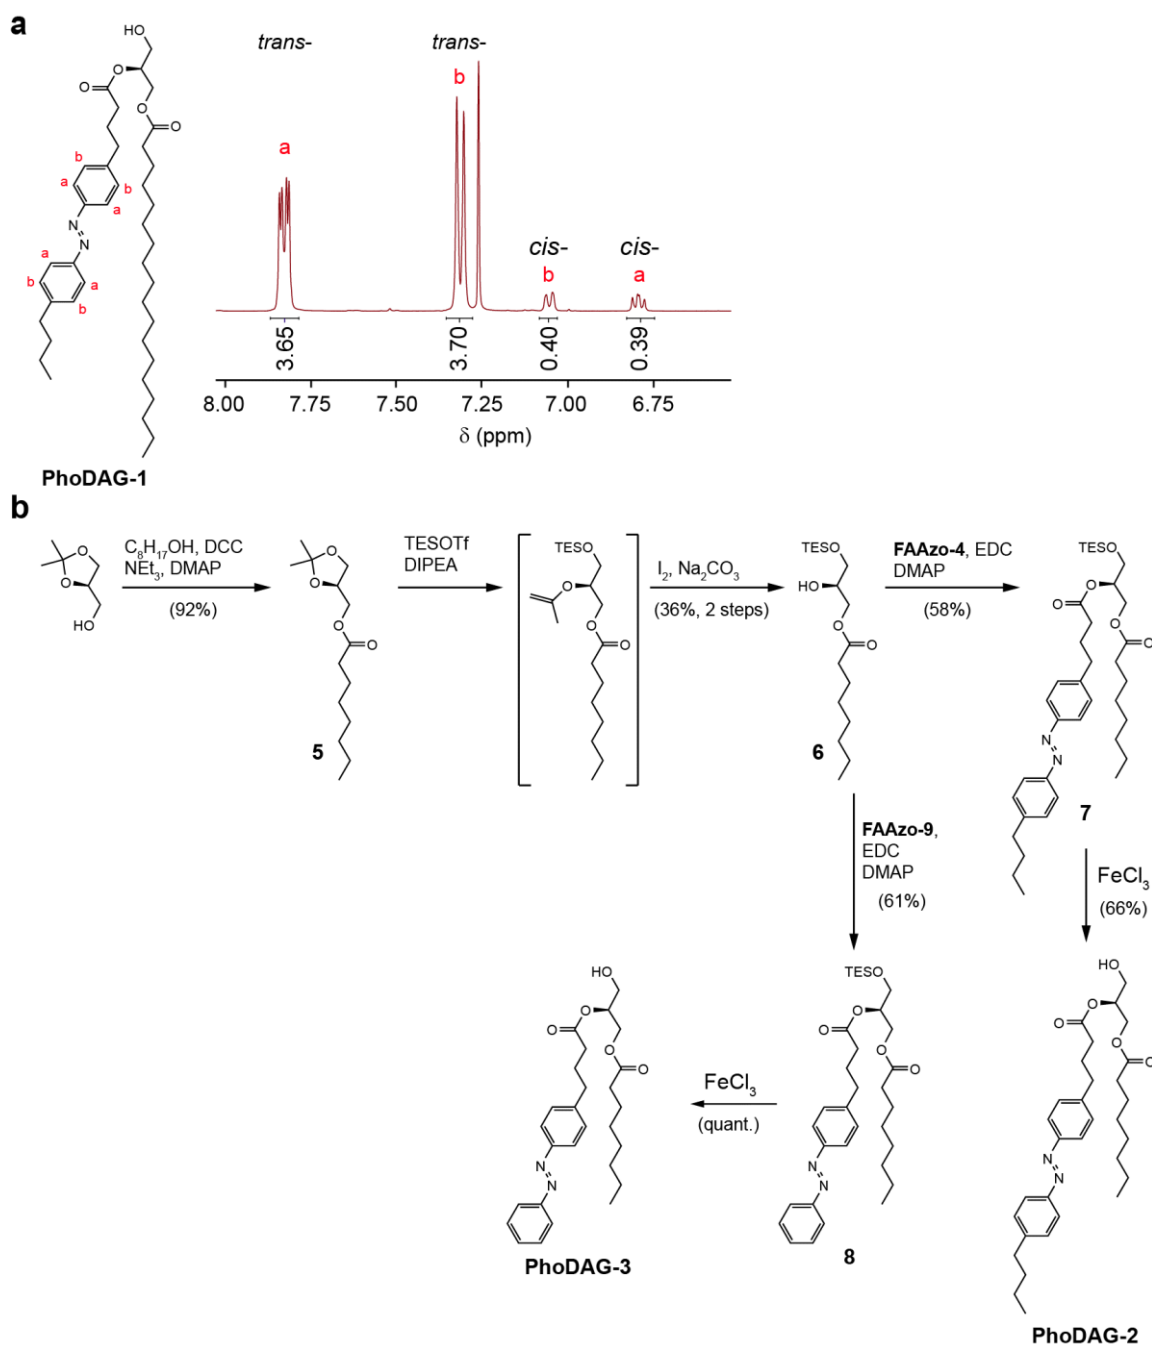 a
HO
O
O
O
O
b
b
a
b
a
N
N
a
b
a
b
PhoDAG-1
trans-
trans-
b
a
cis-
cis-
b
a
3.65
3.70
0.40
0.39
8.00 7.75 7.50 7.25 7.00 6.75
δ (ppm)
b
O
O
HO
C₈H₁₇OH, DCC
NEt₃, DMAP
(92%)
O
O
O
O
5
TESOTf
DIPEA
TESO
O
O
O
I₂, Na₂CO₃
(36%, 2 steps)
TESO
HO
O
O
6
FAAzo-4, EDC
DMAP
(58%)
TESO
O
O
O
O
N
N
7
FAAzo-9,
EDC
DMAP
(61%)
FeCl₃
(66%)
HO
O
O
O
O
N
N
PhoDAG-3
FeCl₃
(quant.)
TESO
O
O
O
O
N
N
8
HO
O
O
O
O
N
N
PhoDAG-2